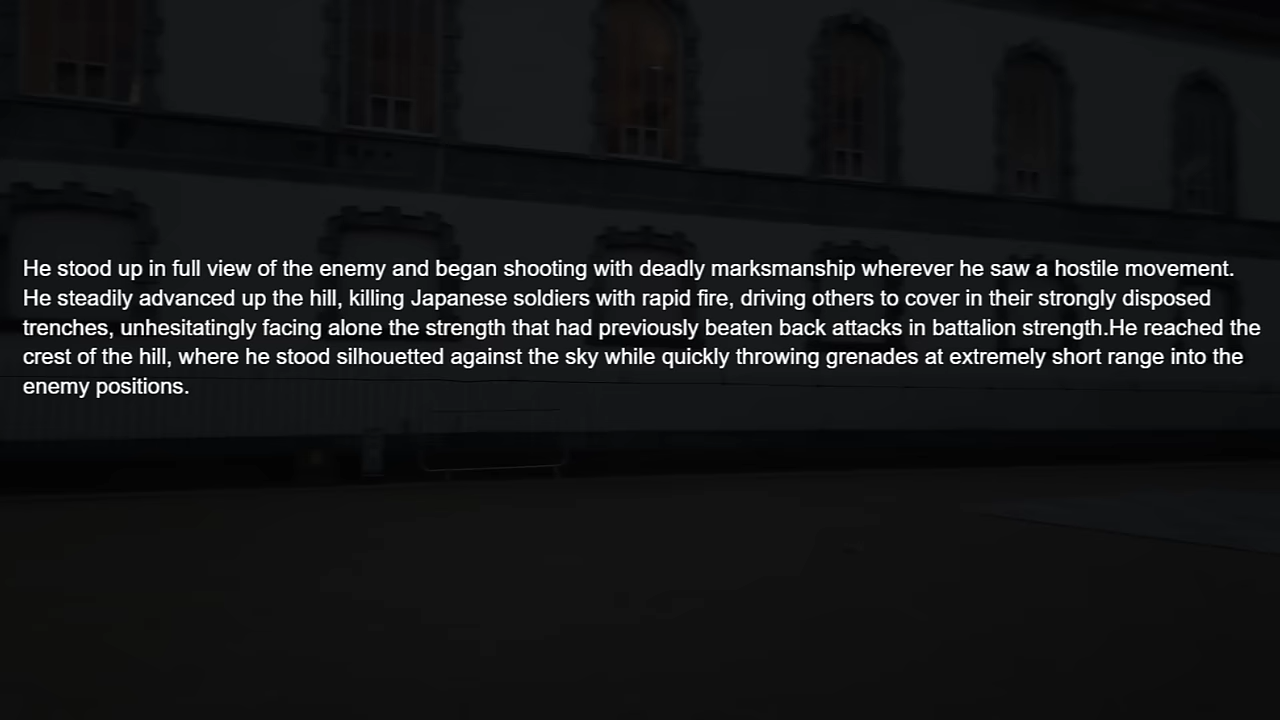 He stood up in full view of the enemy and began shooting with deadly marksmanship wherever he saw a hostile movement.
He steadily advanced up the hill, killing Japanese soldiers with rapid fire, driving others to cover in their strongly disposed
trenches, unhesitatingly facing alone the strength that had previously beaten back attacks in battalion strength.He reached the
crest of the hill, where he stood silhouetted against the sky while quickly throwing grenades at extremely short range into the
enemy positions.